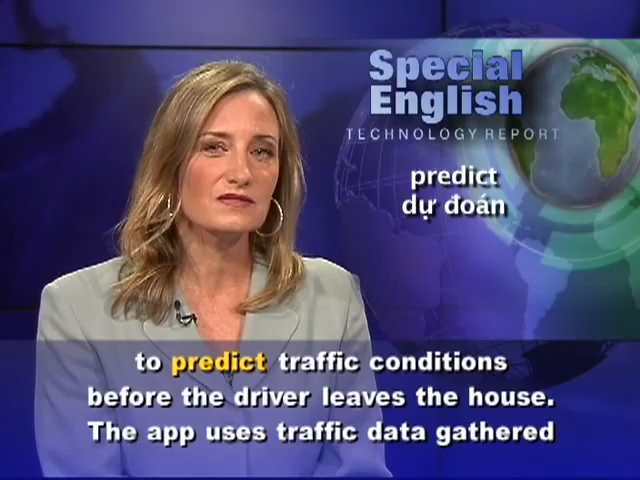 Special
English
TECHNOLOGY REPORT
predict
dự đoán
to predict traffic conditions
before the driver leaves the house.
The app uses traffic data gathered